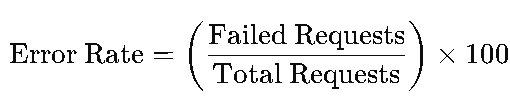 Error Rate = (Failed Requests / Total Requests) × 100